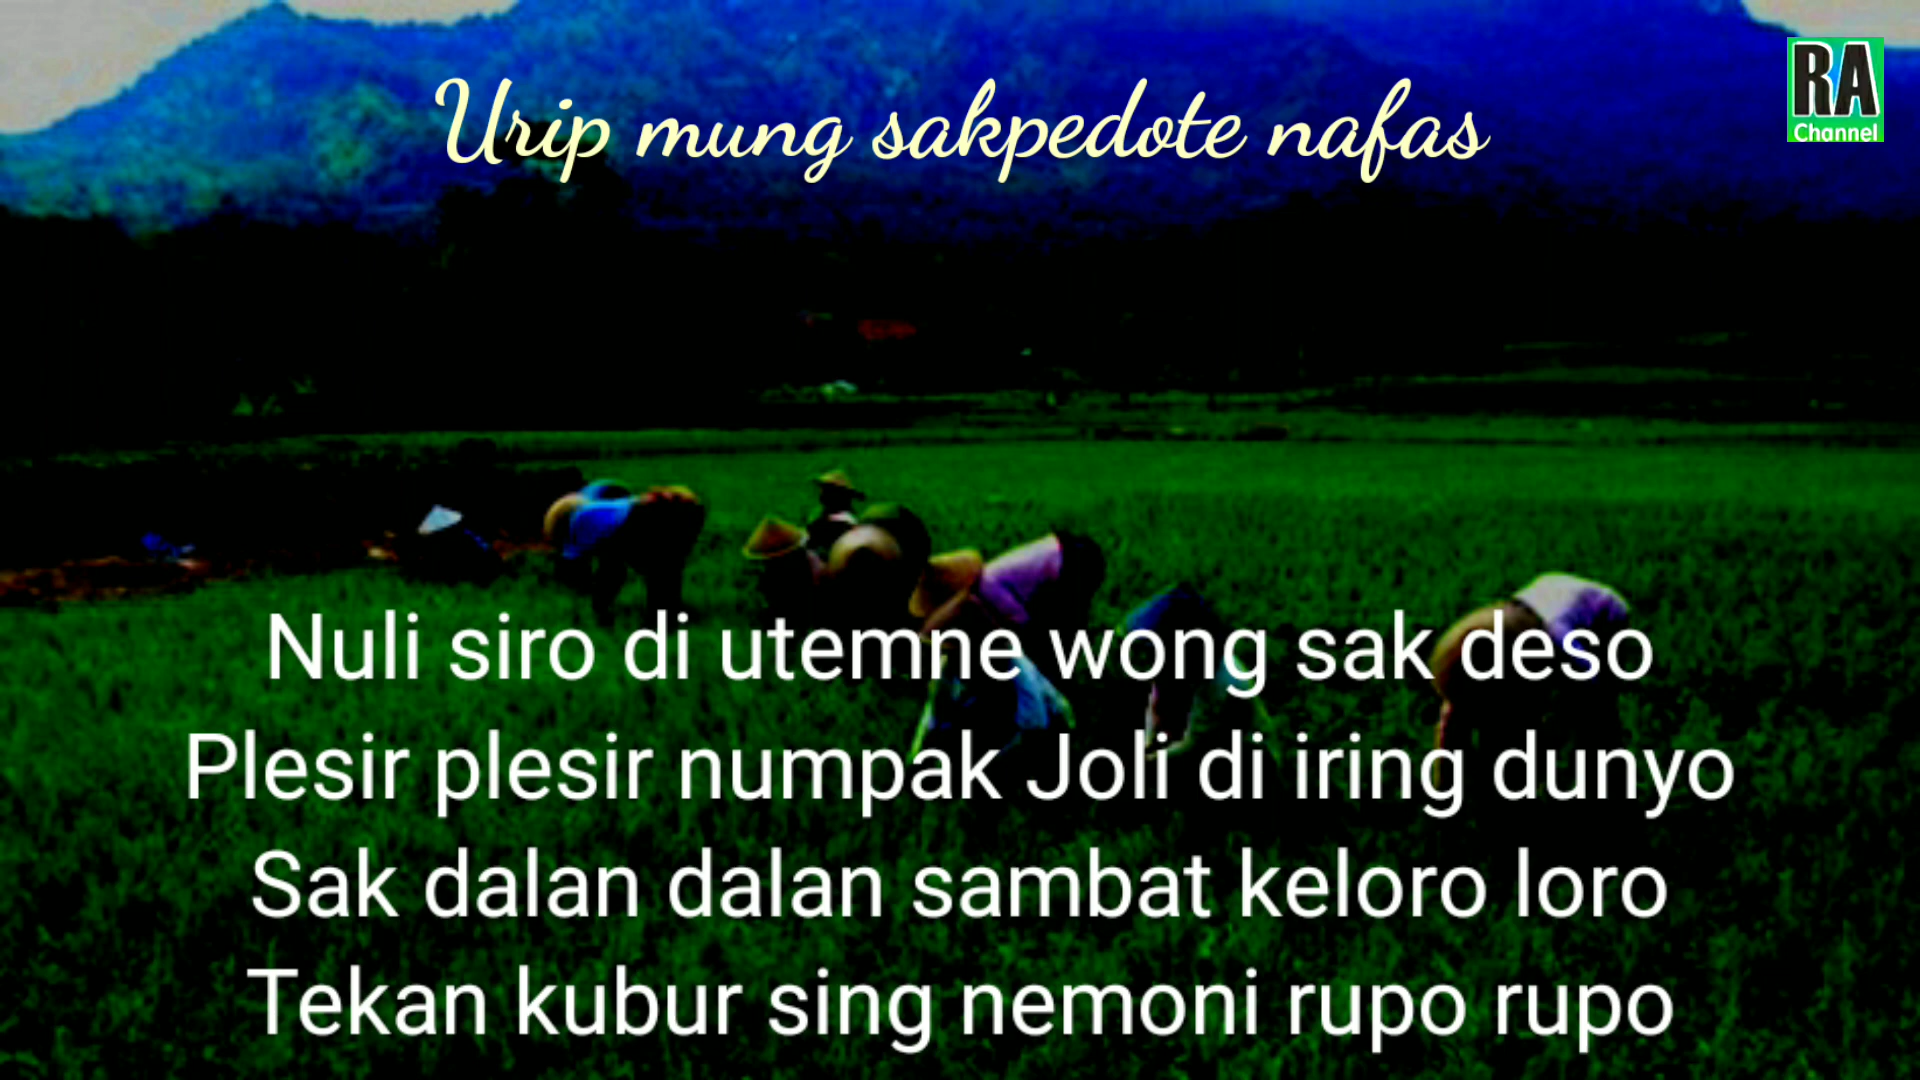 Urip mung sakpedote nafas
RA
Channel
Nuli siro di utemne wong sak deso
Plesir plesir numpak Joli di iring dunyo
Sak dalan dalan sambat keloro loro
Tekan kubur sing nemoni rupo rupo